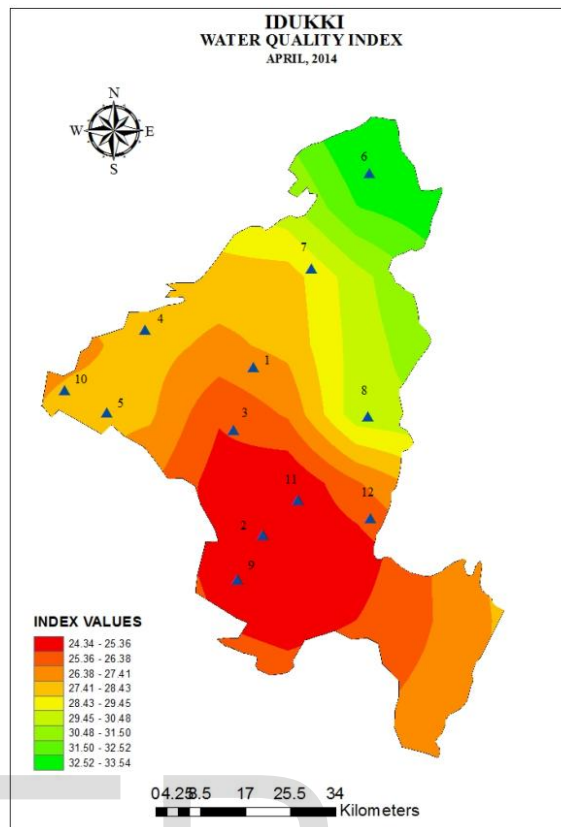 IDUKKI
WATER QUALITY INDEX
APRIL, 2014
N
W E
S
6
7
4
1
10
5
8
3
11
12
2
9
INDEX VALUES
24.34 - 25.36
25.36 - 26.38
26.38 - 27.41
27.41 - 28.43
28.43 - 29.45
29.45 - 30.48
30.48 - 31.50
31.50 - 32.52
32.52 - 33.54
17 25.5 34
Kilometers